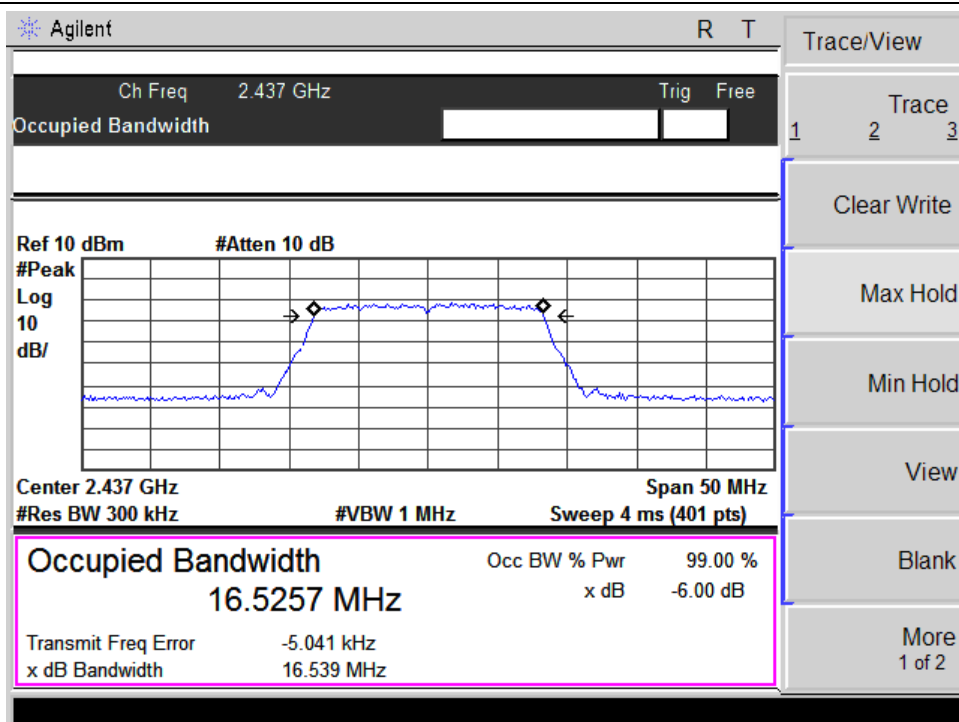 Agilent R T
Trace/View
Ch Freq 2.437 GHz Trig Free
Occupied Bandwidth
Trace
1 2 3
Clear Write
Ref 10 dBm #Atten 10 dB
#Peak
Log
10
dB/
Max Hold
Min Hold
View
Center 2.437 GHz Span 50 MHz
#Res BW 300 kHz #VBW 1 MHz Sweep 4 ms (401 pts)
Occupied Bandwidth Occ BW % Pwr 99.00 %
16.5257 MHz x dB -6.00 dB
Blank
Transmit Freq Error -5.041 kHz
x dB Bandwidth 16.539 MHz
More
1 of 2